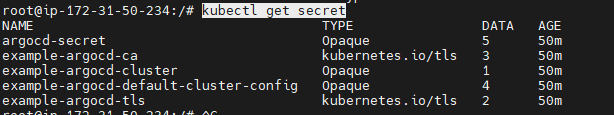 root@ip-172-31-50-234:/# kubectl get secret
NAME TYPE DATA AGE
argocd-secret Opaque 5 50m
example-argocd-ca kubernetes.io/tls 3 50m
example-argocd-cluster Opaque 1 50m
example-argocd-default-cluster-config Opaque 4 50m
example-argocd-tls kubernetes.io/tls 2 50m
root@ip-172-31-50-234:/# ^C